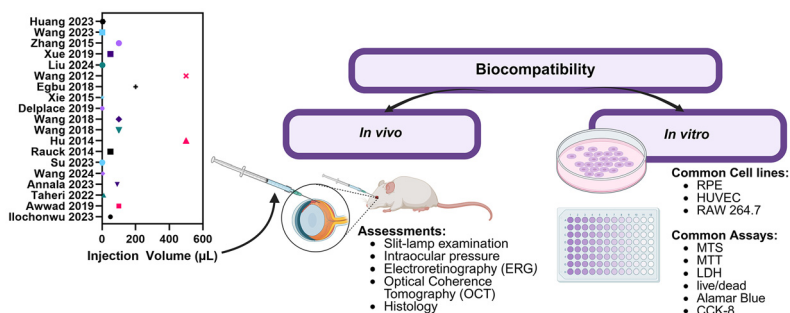 Huang 2023
Wang 2023
Zhang 2015
Xue 2019
Liu 2024
Wang 2012
Egbu 2018
Xie 2015
Delplace 2019
Wang 2018
Wang 2018
Hu 2014
Rauck 2014
Su 2023
Wang 2024
Annala 2023
Taheri 2022
Awwad 2019
Ilochonwu 2023
0 200 400 600
Injection Volume (µL)
Biocompatibility
In vivo
In vitro
Assessments:
• Slit-lamp examination
• Intraocular pressure
• Electroretinography (ERG)
• Optical Coherence
Tomography (OCT)
• Histology
Common Cell lines:
• RPE
• HUVEC
• RAW 264.7
Common Assays:
• MTS
• MTT
• LDH
• live/dead
• Alamar Blue
• CCK-8